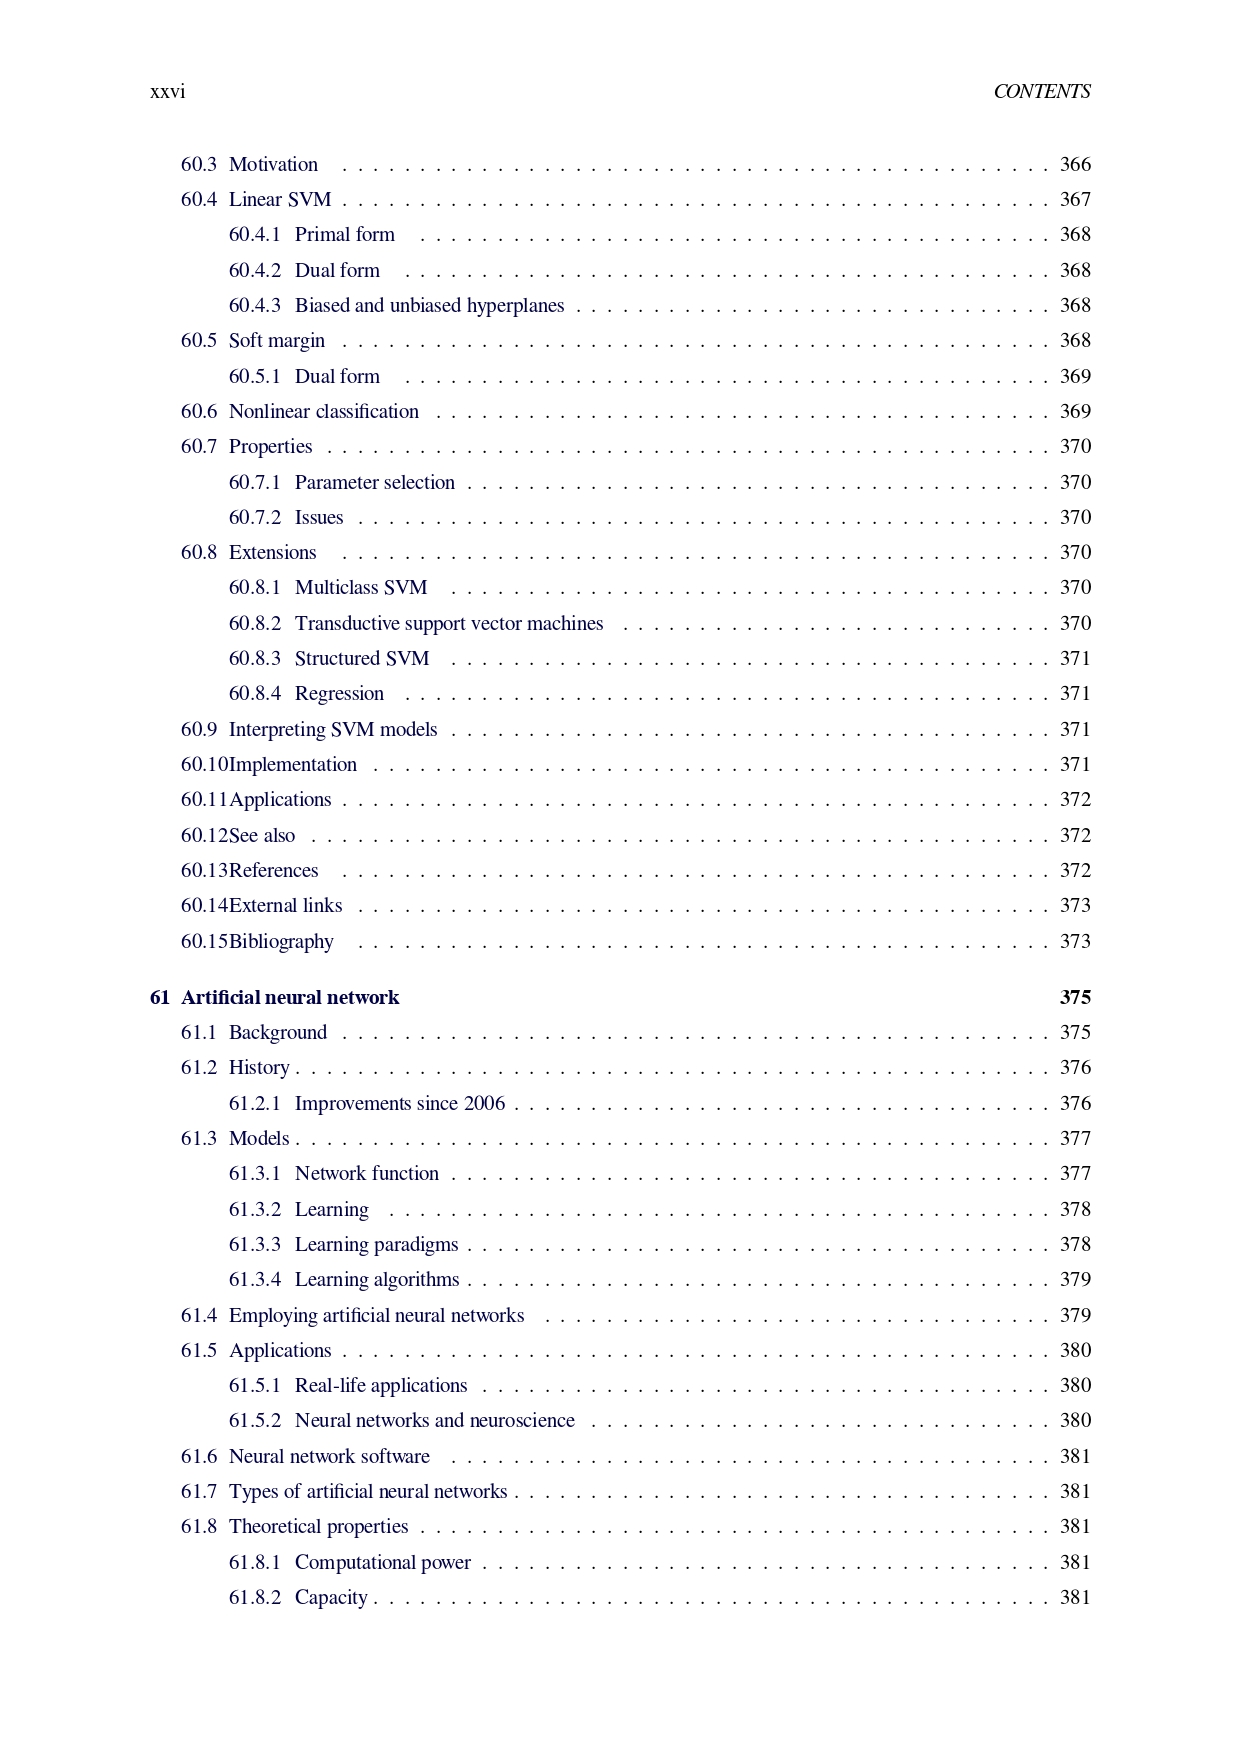 xxvi CONTENTS
60.3 Motivation . . . . . . . . . . . . . . . . . . . . . . . . . . . . . . . . . . . . . . . . . . . . . . 366
60.4 Linear SVM . . . . . . . . . . . . . . . . . . . . . . . . . . . . . . . . . . . . . . . . . . . . . . 367
60.4.1 Primal form . . . . . . . . . . . . . . . . . . . . . . . . . . . . . . . . . . . . . . . . . 368
60.4.2 Dual form . . . . . . . . . . . . . . . . . . . . . . . . . . . . . . . . . . . . . . . . . . 368
60.4.3 Biased and unbiased hyperplanes . . . . . . . . . . . . . . . . . . . . . . . . . . . . . . . 368
60.5 Soft margin . . . . . . . . . . . . . . . . . . . . . . . . . . . . . . . . . . . . . . . . . . . . . . 368
60.5.1 Dual form . . . . . . . . . . . . . . . . . . . . . . . . . . . . . . . . . . . . . . . . . . 369
60.6 Nonlinear classification . . . . . . . . . . . . . . . . . . . . . . . . . . . . . . . . . . . . . . . . 369
60.7 Properties . . . . . . . . . . . . . . . . . . . . . . . . . . . . . . . . . . . . . . . . . . . . . . . 370
60.7.1 Parameter selection . . . . . . . . . . . . . . . . . . . . . . . . . . . . . . . . . . . . . . 370
60.7.2 Issues . . . . . . . . . . . . . . . . . . . . . . . . . . . . . . . . . . . . . . . . . . . . . 370
60.8 Extensions . . . . . . . . . . . . . . . . . . . . . . . . . . . . . . . . . . . . . . . . . . . . . . 370
60.8.1 Multiclass SVM . . . . . . . . . . . . . . . . . . . . . . . . . . . . . . . . . . . . . . . 370
60.8.2 Transductive support vector machines . . . . . . . . . . . . . . . . . . . . . . . . . . . . 370
60.8.3 Structured SVM . . . . . . . . . . . . . . . . . . . . . . . . . . . . . . . . . . . . . . . 371
60.8.4 Regression . . . . . . . . . . . . . . . . . . . . . . . . . . . . . . . . . . . . . . . . . . 371
60.9 Interpreting SVM models . . . . . . . . . . . . . . . . . . . . . . . . . . . . . . . . . . . . . . . 371
60.10Implementation . . . . . . . . . . . . . . . . . . . . . . . . . . . . . . . . . . . . . . . . . . . . 371
60.11Applications . . . . . . . . . . . . . . . . . . . . . . . . . . . . . . . . . . . . . . . . . . . . . . 372
60.12See also . . . . . . . . . . . . . . . . . . . . . . . . . . . . . . . . . . . . . . . . . . . . . . . . 372
60.13References . . . . . . . . . . . . . . . . . . . . . . . . . . . . . . . . . . . . . . . . . . . . . . 372
60.14External links . . . . . . . . . . . . . . . . . . . . . . . . . . . . . . . . . . . . . . . . . . . . . 373
60.15Bibliography . . . . . . . . . . . . . . . . . . . . . . . . . . . . . . . . . . . . . . . . . . . . . 373
61 Artificial neural network 375
61.1 Background . . . . . . . . . . . . . . . . . . . . . . . . . . . . . . . . . . . . . . . . . . . . . . 375
61.2 History . . . . . . . . . . . . . . . . . . . . . . . . . . . . . . . . . . . . . . . . . . . . . . . . . 376
61.2.1 Improvements since 2006 . . . . . . . . . . . . . . . . . . . . . . . . . . . . . . . . . . . 376
61.3 Models . . . . . . . . . . . . . . . . . . . . . . . . . . . . . . . . . . . . . . . . . . . . . . . . . 377
61.3.1 Network function . . . . . . . . . . . . . . . . . . . . . . . . . . . . . . . . . . . . . . . 377
61.3.2 Learning . . . . . . . . . . . . . . . . . . . . . . . . . . . . . . . . . . . . . . . . . . . 378
61.3.3 Learning paradigms . . . . . . . . . . . . . . . . . . . . . . . . . . . . . . . . . . . . . . 378
61.3.4 Learning algorithms . . . . . . . . . . . . . . . . . . . . . . . . . . . . . . . . . . . . . . 379
61.4 Employing artificial neural networks . . . . . . . . . . . . . . . . . . . . . . . . . . . . . . . . . 379
61.5 Applications . . . . . . . . . . . . . . . . . . . . . . . . . . . . . . . . . . . . . . . . . . . . . . 380
61.5.1 Real-life applications . . . . . . . . . . . . . . . . . . . . . . . . . . . . . . . . . . . . . 380
61.5.2 Neural networks and neuroscience . . . . . . . . . . . . . . . . . . . . . . . . . . . . . . 380
61.6 Neural network software . . . . . . . . . . . . . . . . . . . . . . . . . . . . . . . . . . . . . . . 381
61.7 Types of artificial neural networks . . . . . . . . . . . . . . . . . . . . . . . . . . . . . . . . . . . 381
61.8 Theoretical properties . . . . . . . . . . . . . . . . . . . . . . . . . . . . . . . . . . . . . . . . . 381
61.8.1 Computational power . . . . . . . . . . . . . . . . . . . . . . . . . . . . . . . . . . . . . 381
61.8.2 Capacity . . . . . . . . . . . . . . . . . . . . . . . . . . . . . . . . . . . . . . . . . . . . 381